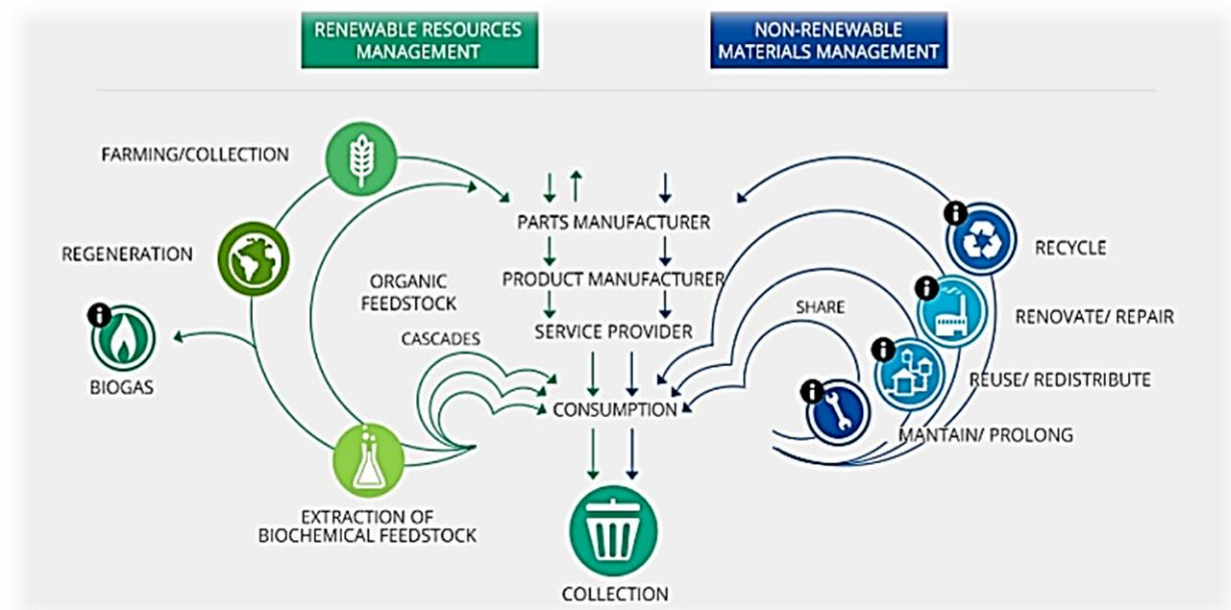 RENEWABLE RESOURCES
MANAGEMENT
NON-RENEWABLE
MATERIALS MANAGEMENT
FARMING/COLLECTION
PARTS MANUFACTURER
REGENERATION
RECYCLE
ORGANIC
FEEDSTOCK
PRODUCT MANUFACTURER
SHARE
RENOVATE/ REPAIR
CASCADES
SERVICE PROVIDER
BIOGAS
REUSE/ REDISTRIBUTE
CONSUMPTION
MANTAIN/ PROLONG
EXTRACTION OF
BIOCHEMICAL FEEDSTOCK
COLLECTION